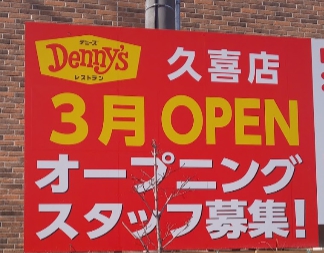 デニーズ
Denny's
レストラン
久喜店
3月 OPEN
オープニング
スタッフ募集!